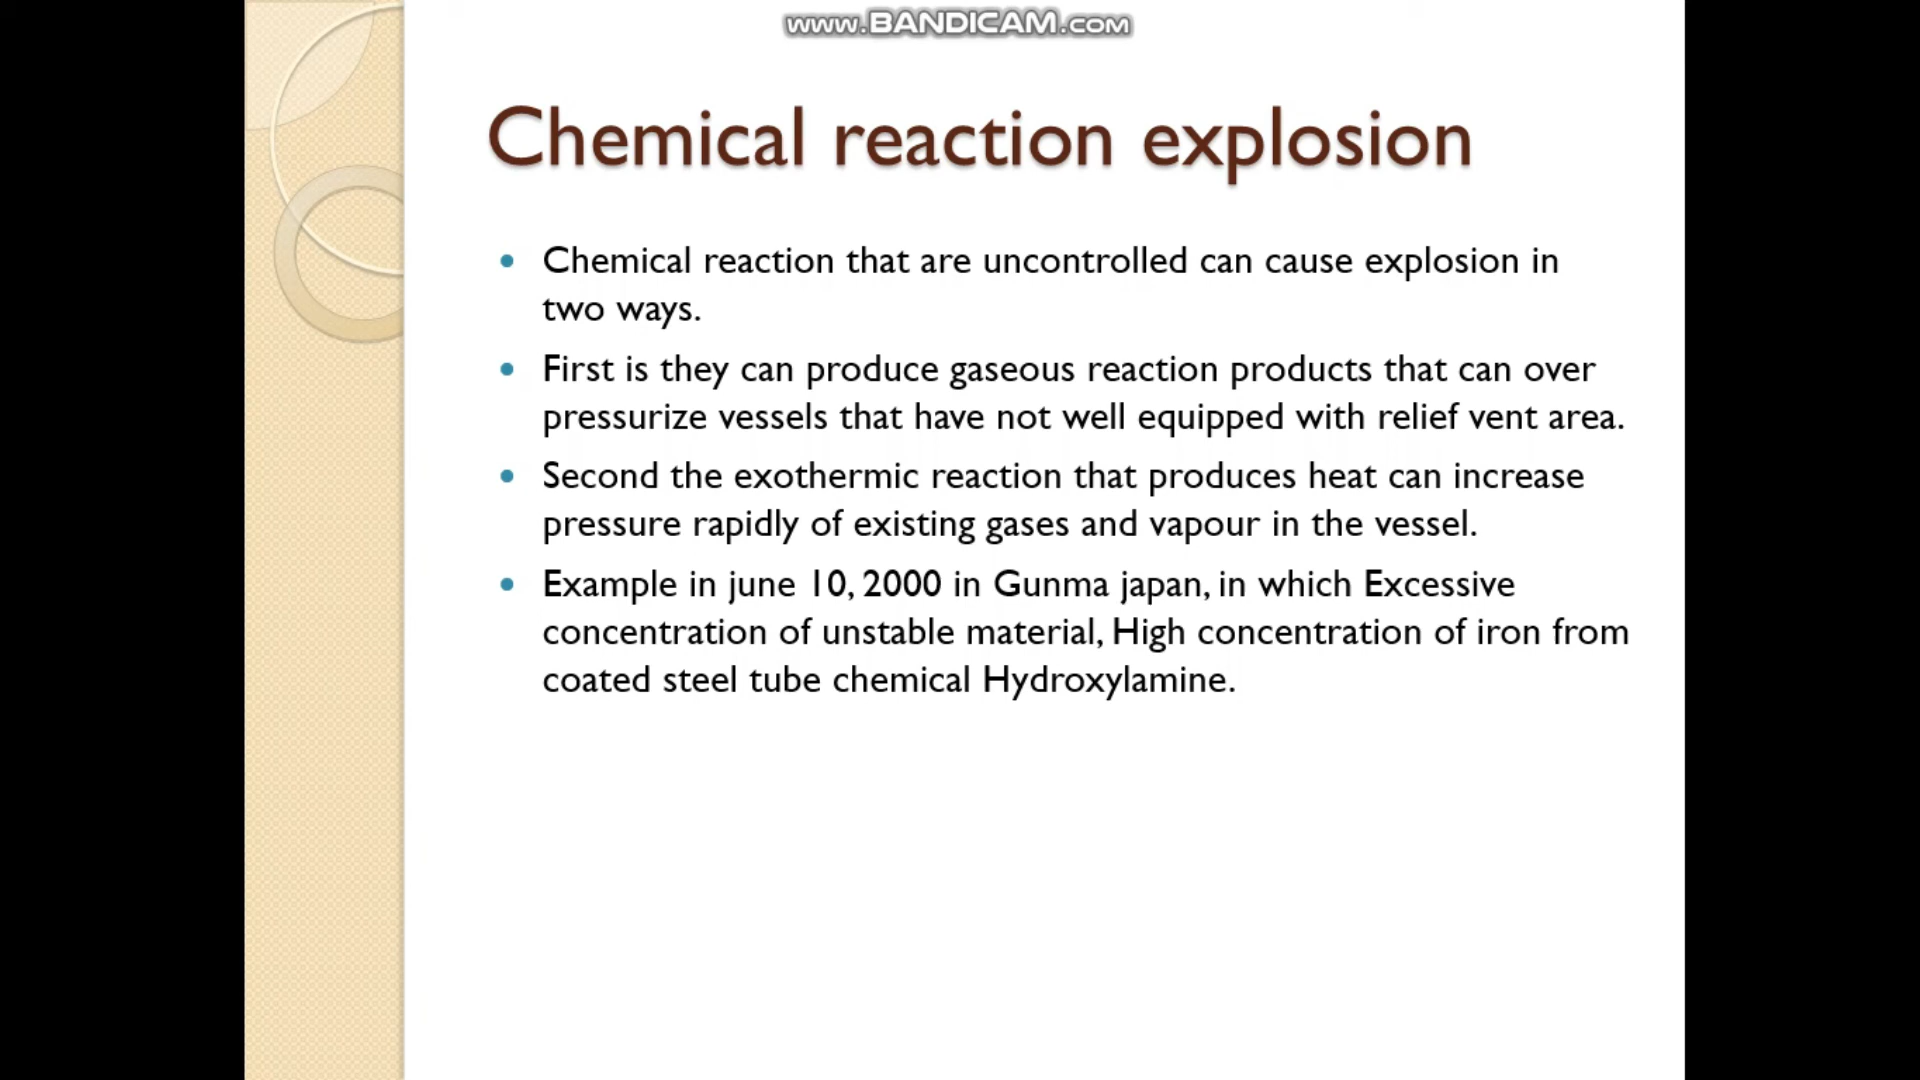 www.BANDICAM.com
Chemical reaction explosion
• Chemical reaction that are uncontrolled can cause explosion in
two ways.
• First is they can produce gaseous reaction products that can over
pressurize vessels that have not well equipped with relief vent area.
• Second the exothermic reaction that produces heat can increase
pressure rapidly of existing gases and vapour in the vessel.
• Example in june 10, 2000 in Gunma japan, in which Excessive
concentration of unstable material, High concentration of iron from
coated steel tube chemical Hydroxylamine.